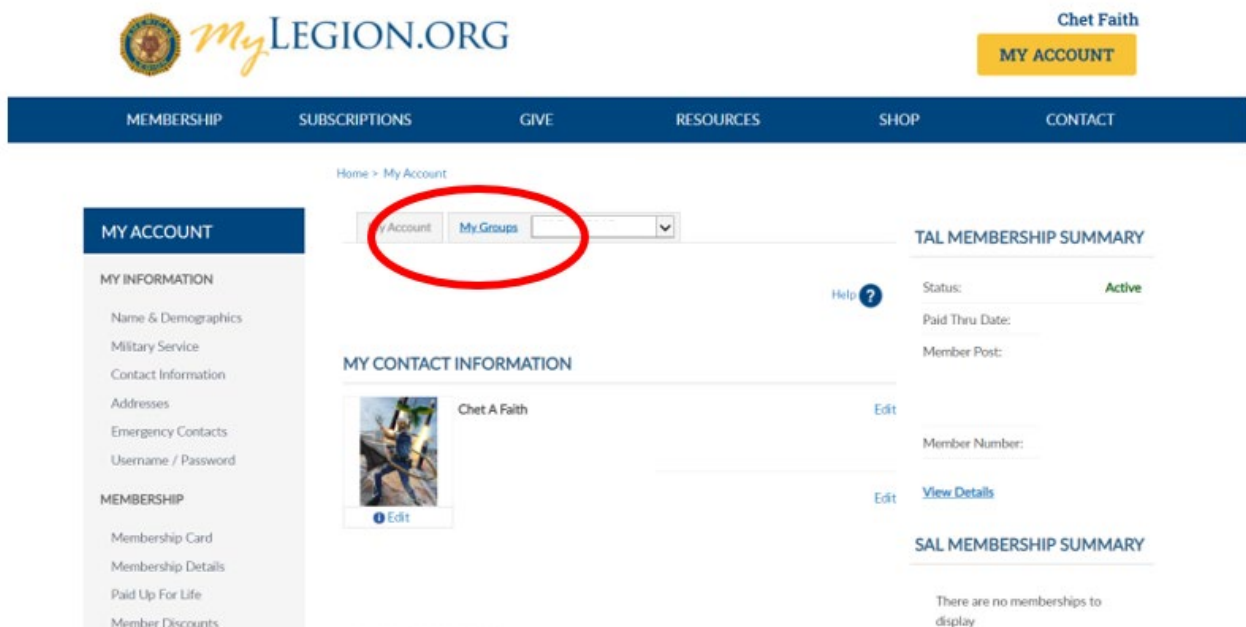 MyLEGION.ORG
Chet Faith
MY ACCOUNT
MEMBERSHIP SUBSCRIPTIONS GIVE RESOURCES SHOP CONTACT
Home > My Account
MY ACCOUNT
MY INFORMATION
Name & Demographics
Military Service
Contact Information
Addresses
Emergency Contacts
Username / Password
MEMBERSHIP
Membership Card
Membership Details
Paid Up For Life
Member Discounts
My Account My Groups
Help ?
MY CONTACT INFORMATION
Chet A Faith Edit
Edit
Edit
TAL MEMBERSHIP SUMMARY
Status: Active
Paid Thru Date:
Member Post:
Member Number:
View Details
SAL MEMBERSHIP SUMMARY
There are no memberships to
display